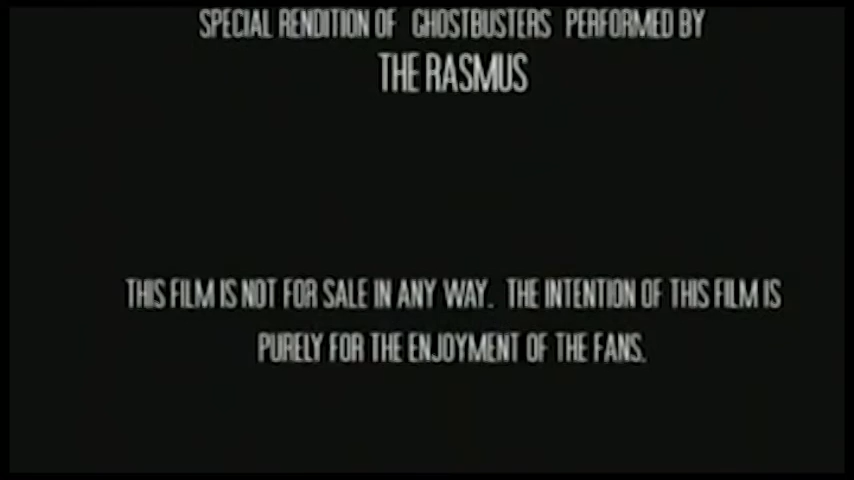 SPECIAL RENDITION OF GHOSTBUSTERS PERFORMED BY
THE RASMUS
THIS FILM IS NOT FOR SALE IN ANY WAY. THE INTENTION OF THIS FILM IS
PURELY FOR THE ENJOYMENT OF THE FANS.